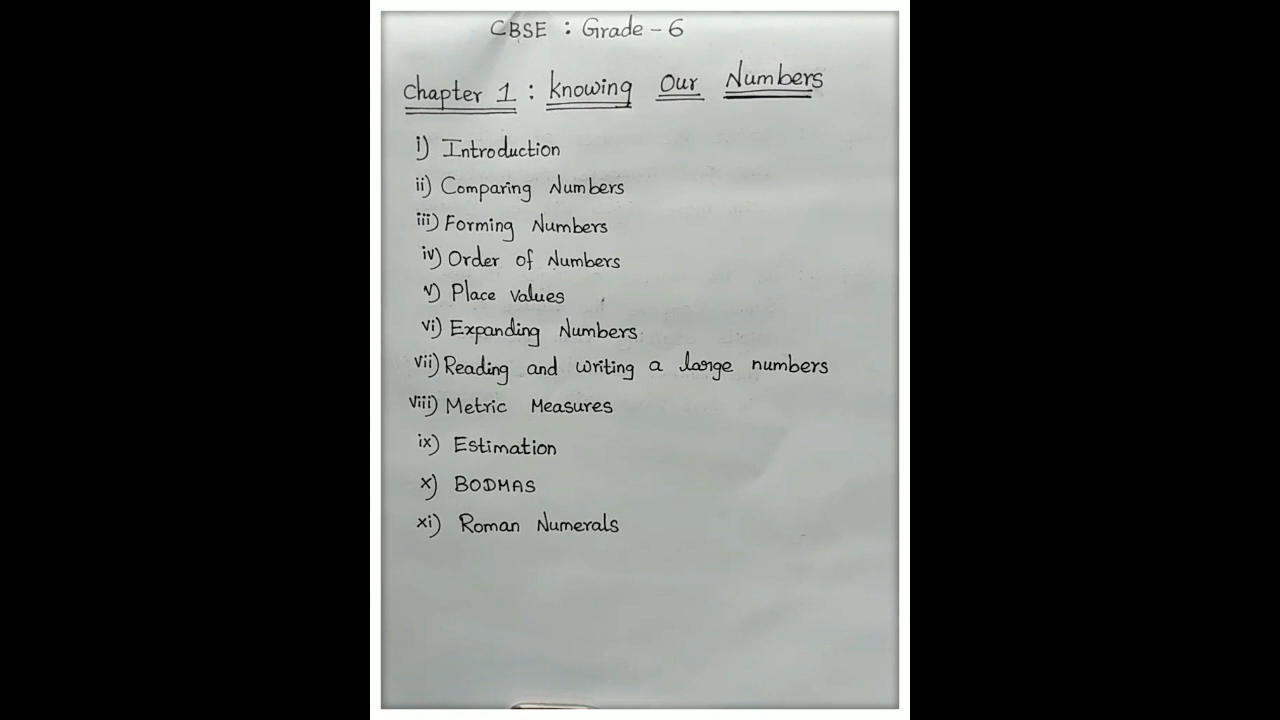 CBSE : Grade - 6
Chapter 1 : Knowing Our Numbers
i) Introduction
ii) Comparing Numbers
iii) Forming Numbers
iv) Order of Numbers
v) Place values
vi) Expanding Numbers
vii) Reading and writing a large numbers
viii) Metric Measures
ix) Estimation
x) BODMAS
xi) Roman Numerals